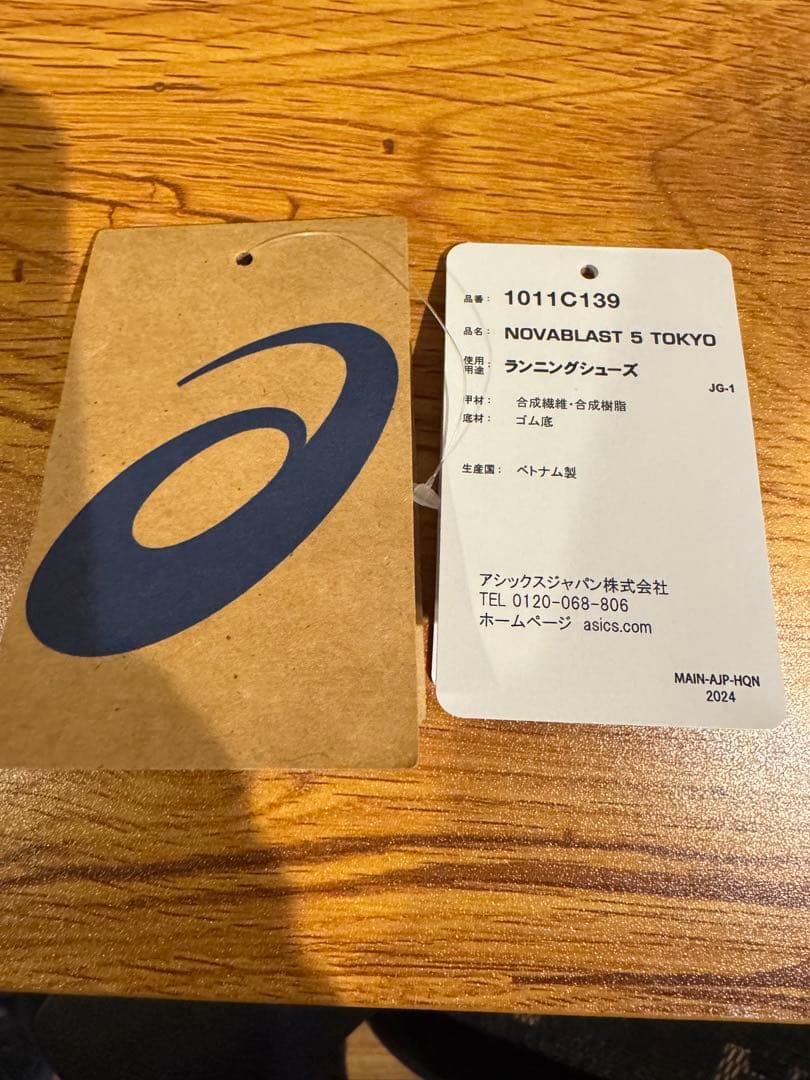 品番： 1011C139
品名： NOVABLAST 5 TOKYO
使用用途： ランニングシューズ
JG-1
甲材： 合成繊維・合成樹脂
底材： ゴム底
生産国： ベトナム製
アシックスジャパン株式会社
TEL 0120-068-806
ホームページ asics.com
MAIN-AJP-HQN
2024